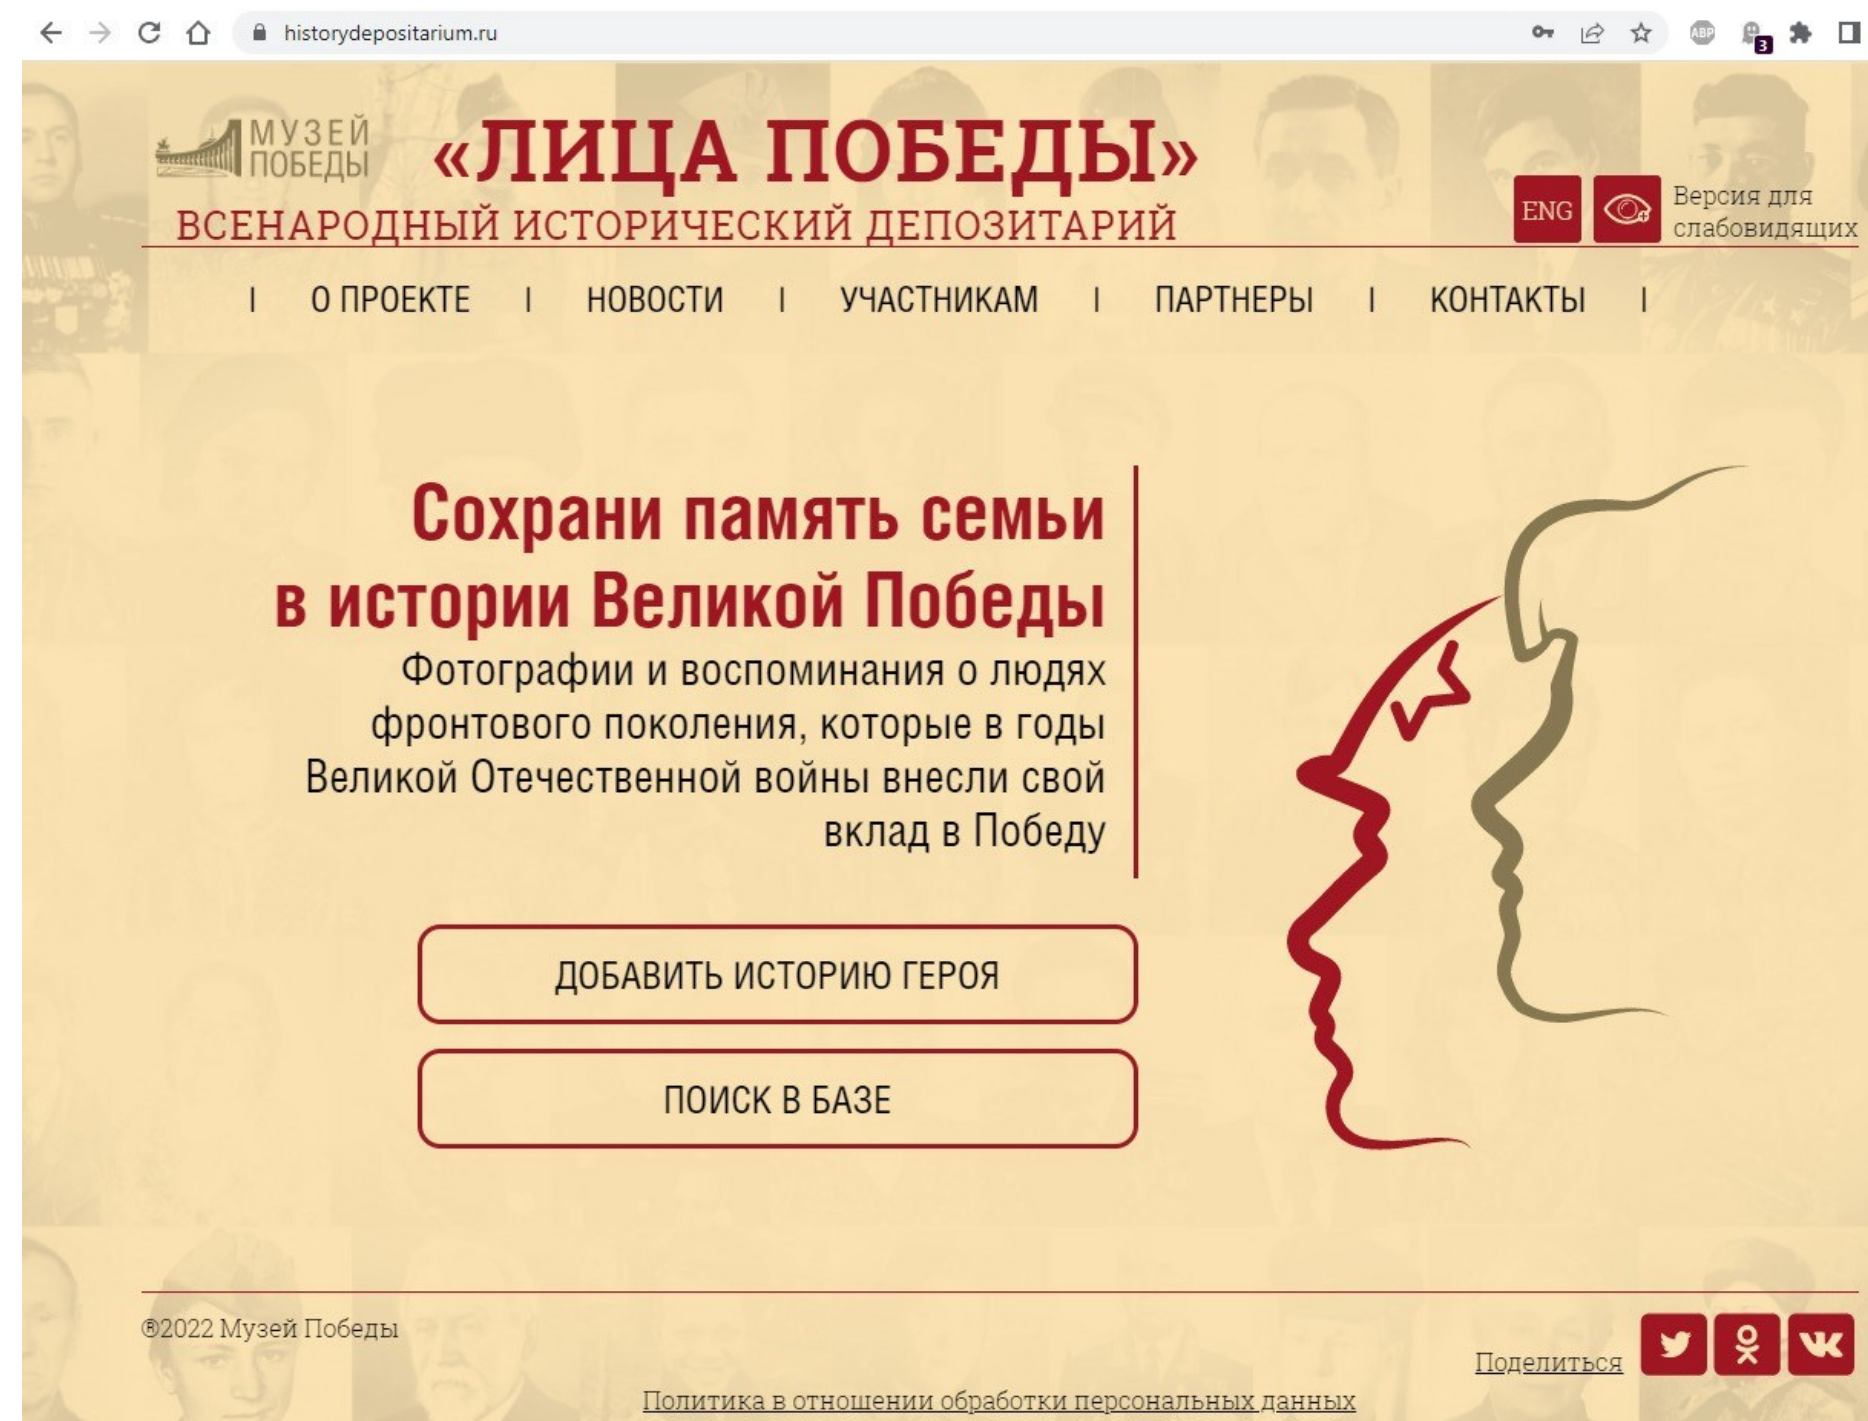 historydepositarium.ru
ABP
3
МУЗЕЙ
ПОБЕДЫ
«ЛИЦА ПОБЕДЫ»
ВСЕНАРОДНЫЙ ИСТОРИЧЕСКИЙ ДЕПОЗИТАРИЙ
ENG
Версия для
слабовидящих
| О ПРОЕКТЕ | НОВОСТИ | УЧАСТНИКАМ | ПАРТНЕРЫ | КОНТАКТЫ |
Сохрани память семьи
в истории Великой Победы
Фотографии и воспоминания о людях
фронтового поколения, которые в годы
Великой Отечественной войны внесли свой
вклад в Победу
ДОБАВИТЬ ИСТОРИЮ ГЕРОЯ
ПОИСК В БАЗЕ
®2022 Музей Победы
Поделиться
Политика в отношении обработки персональных данных